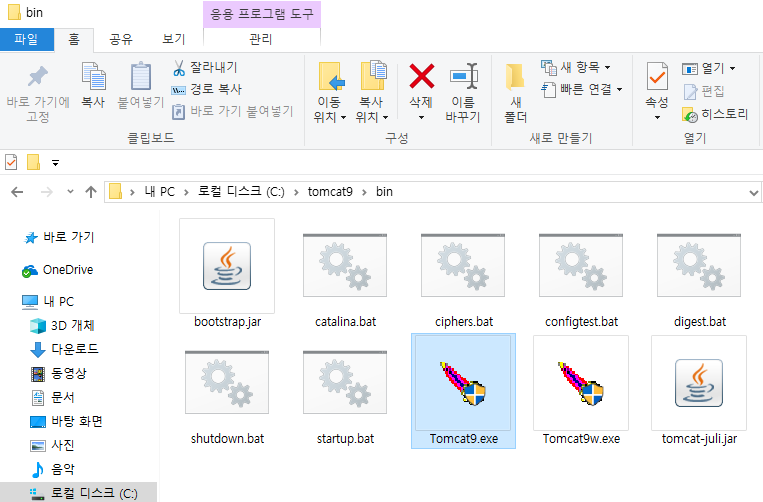 bin
응용 프로그램 도구
파일
홈
공유
보기
관리
바로 가기에
고정
복사
붙여넣기
잘라내기
경로 복사
바로 가기 붙여넣기
클립보드
이동
위치
복사
위치
삭제
이름
바꾸기
구성
새
폴더
새 항목
빠른 연결
새로 만들기
속성
열기
편집
히스토리
열기
내 PC > 로컬 디스크 (C:) > tomcat9 > bin
바로 가기
OneDrive
내 PC
3D 개체
다운로드
동영상
문서
바탕 화면
사진
음악
로컬 디스크 (C:)
bootstrap.jar
catalina.bat
ciphers.bat
configtest.bat
digest.bat
shutdown.bat
startup.bat
Tomcat9.exe
Tomcat9w.exe
tomcat-juli.jar